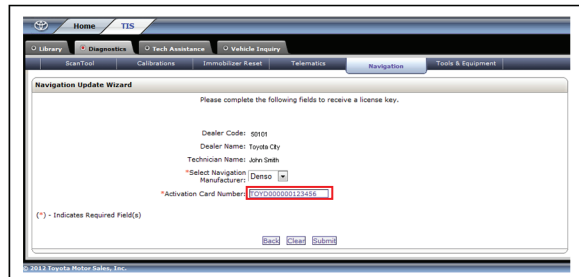 Home TIS
Library Diagnostics Tech Assistance Vehicle Inquiry
ScanTool Calibrations Immobilizer Reset Telematics Navigation Tools & Equipment
Navigation Update Wizard
Please complete the following fields to receive a license key.
Dealer Code: 50101
Dealer Name: Toyota City
Technician Name: John Smith
*Select Navigation
Manufacturer: Denso
*Activation Card Number: TOYD000000123456
(*) - Indicates Required Field(s)
Back Clear Submit
© 2012 Toyota Motor Sales, Inc.